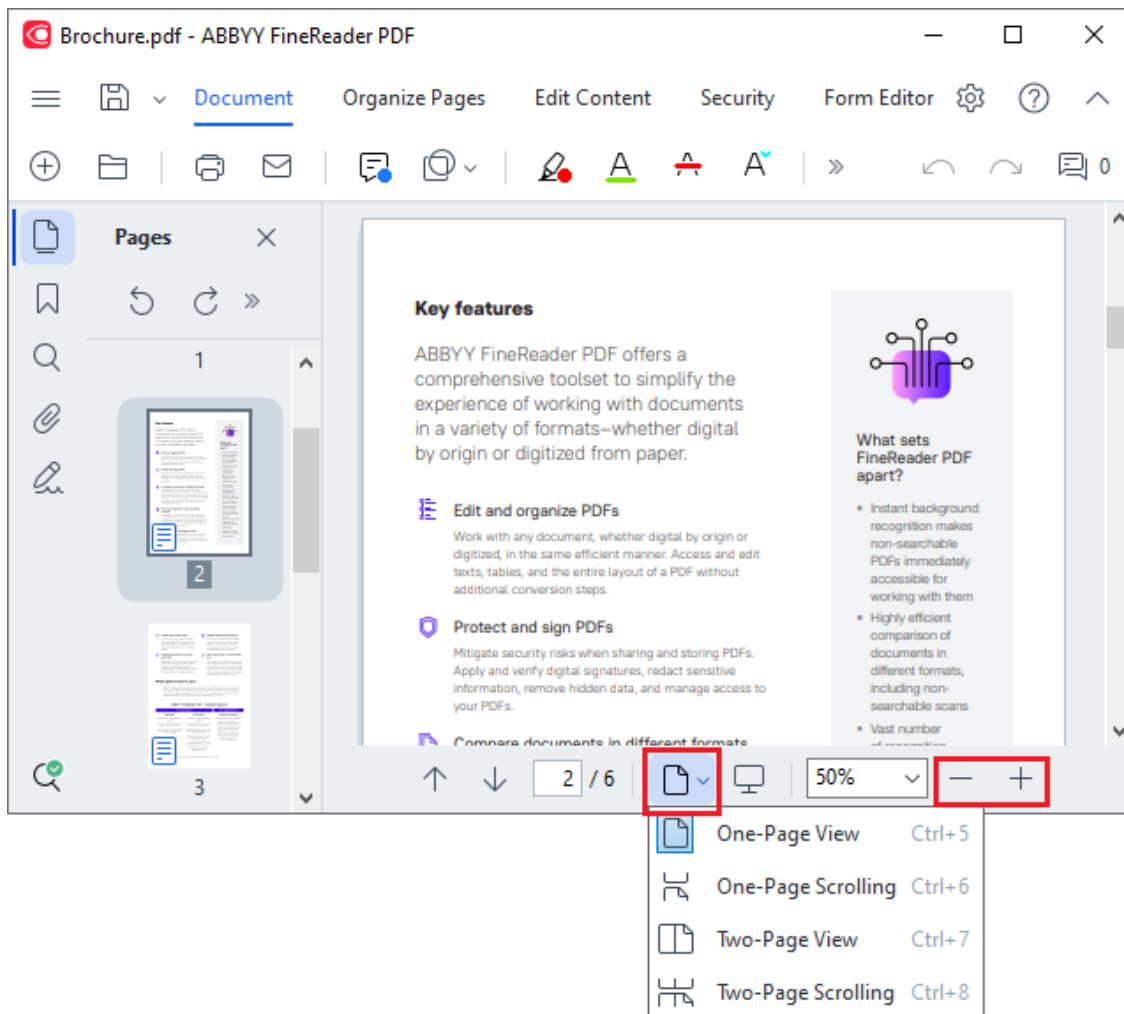 Brochure.pdf - ABBYY FineReader PDF
Document Organize Pages Edit Content Security Form Editor
A A A 0
Pages
1
2
3
Key features
ABBYY FineReader PDF offers a
comprehensive toolset to simplify the
experience of working with documents
in a variety of formats—whether digital
by origin or digitized from paper.
Edit and organize PDFs
Work with any document, whether digital by origin or
digitized, in the same efficient manner. Access and edit
texts, tables, and the entire layout of a PDF without
additional conversion steps.
Protect and sign PDFs
Mitigate security risks when sharing and storing PDFs.
Apply and verify digital signatures, redact sensitive
information, remove hidden data, and manage access to
your PDFs.
Compare documents in different formats
What sets
FineReader PDF
apart?
• Instant background
recognition makes
non-searchable
PDFs immediately
accessible for
working with them
• Highly efficient
comparison of
documents in
different formats,
including non-
searchable scans
• Vast number
of recognition
2 / 6 50%
One-Page View Ctrl+5
One-Page Scrolling Ctrl+6
Two-Page View Ctrl+7
Two-Page Scrolling Ctrl+8